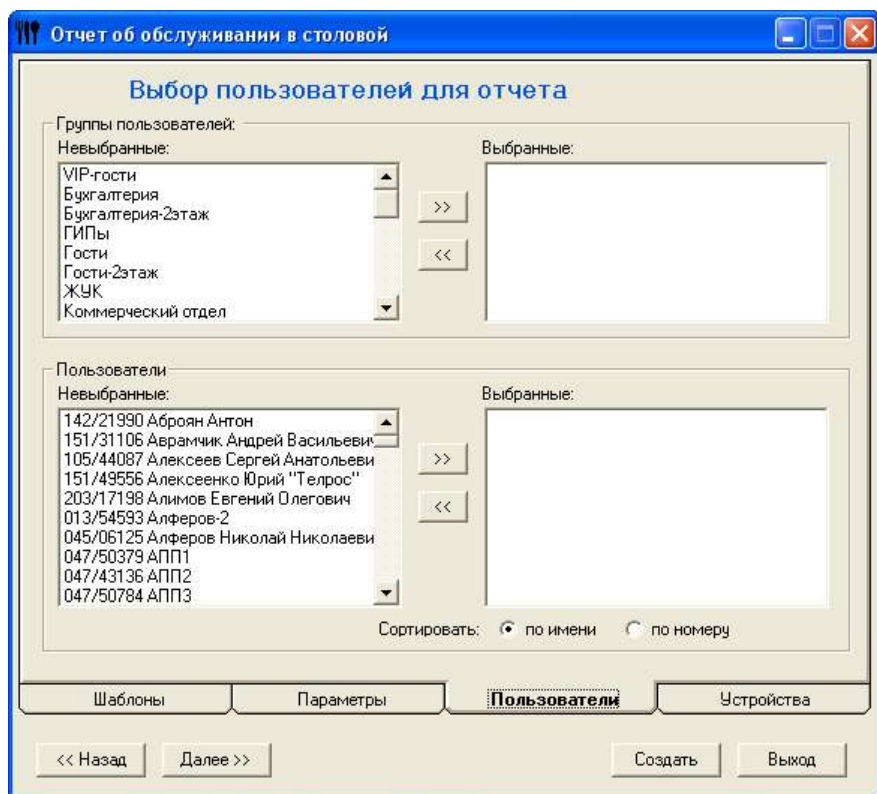 Отчет об обслуживании в столовой
Выбор пользователей для отчета
Группы пользователей:
Невыбранные:
Выбранные:
VIP-гости
Бухгалтерия
Бухгалтерия-2этаж
ГИПы
Гости
Гости-2этаж
ЖУК
Коммерческий отдел
>>
<<
Пользователи
Невыбранные:
Выбранные:
142/21990 Аброян Антон
151/31106 Аврамчик Андрей Васильевич
105/44087 Алексеев Сергей Анатольеви
151/49556 Алексеенко Юрий "Телрос"
203/17198 Алимов Евгений Олегович
013/54593 Алферов-2
045/06125 Алферов Николай Николаеви
047/50379 АПП1
047/43136 АПП2
047/50784 АПП3
>>
<<
Сортировать: по имени по номеру
Шаблоны Параметры Пользователи Устройства
<< Назад Далее >> Создать Выход